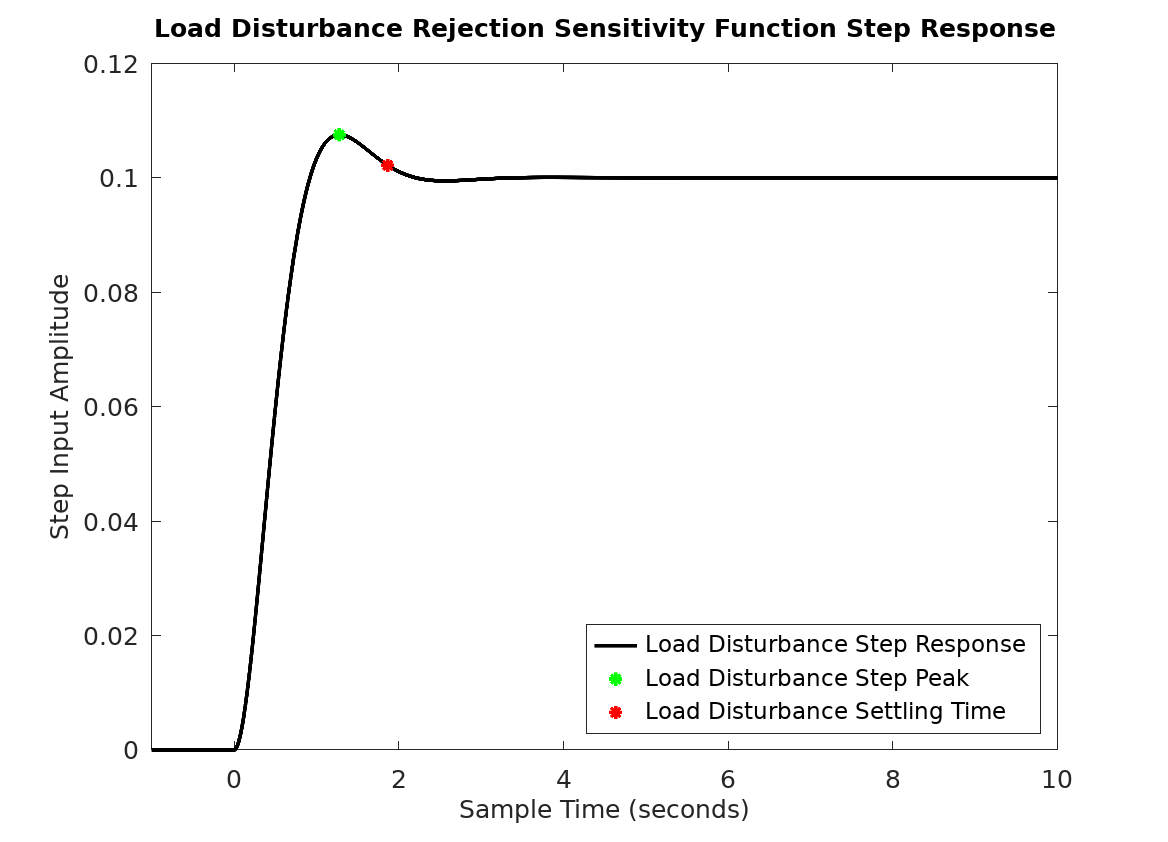 Load Disturbance Rejection Sensitivity Function Step Response
0.12
0.1
0.08
0.06
0.04
0.02
0
Step Input Amplitude
Load Disturbance Step Response
Load Disturbance Step Peak
Load Disturbance Settling Time
0 2 4 6 8 10
Sample Time (seconds)